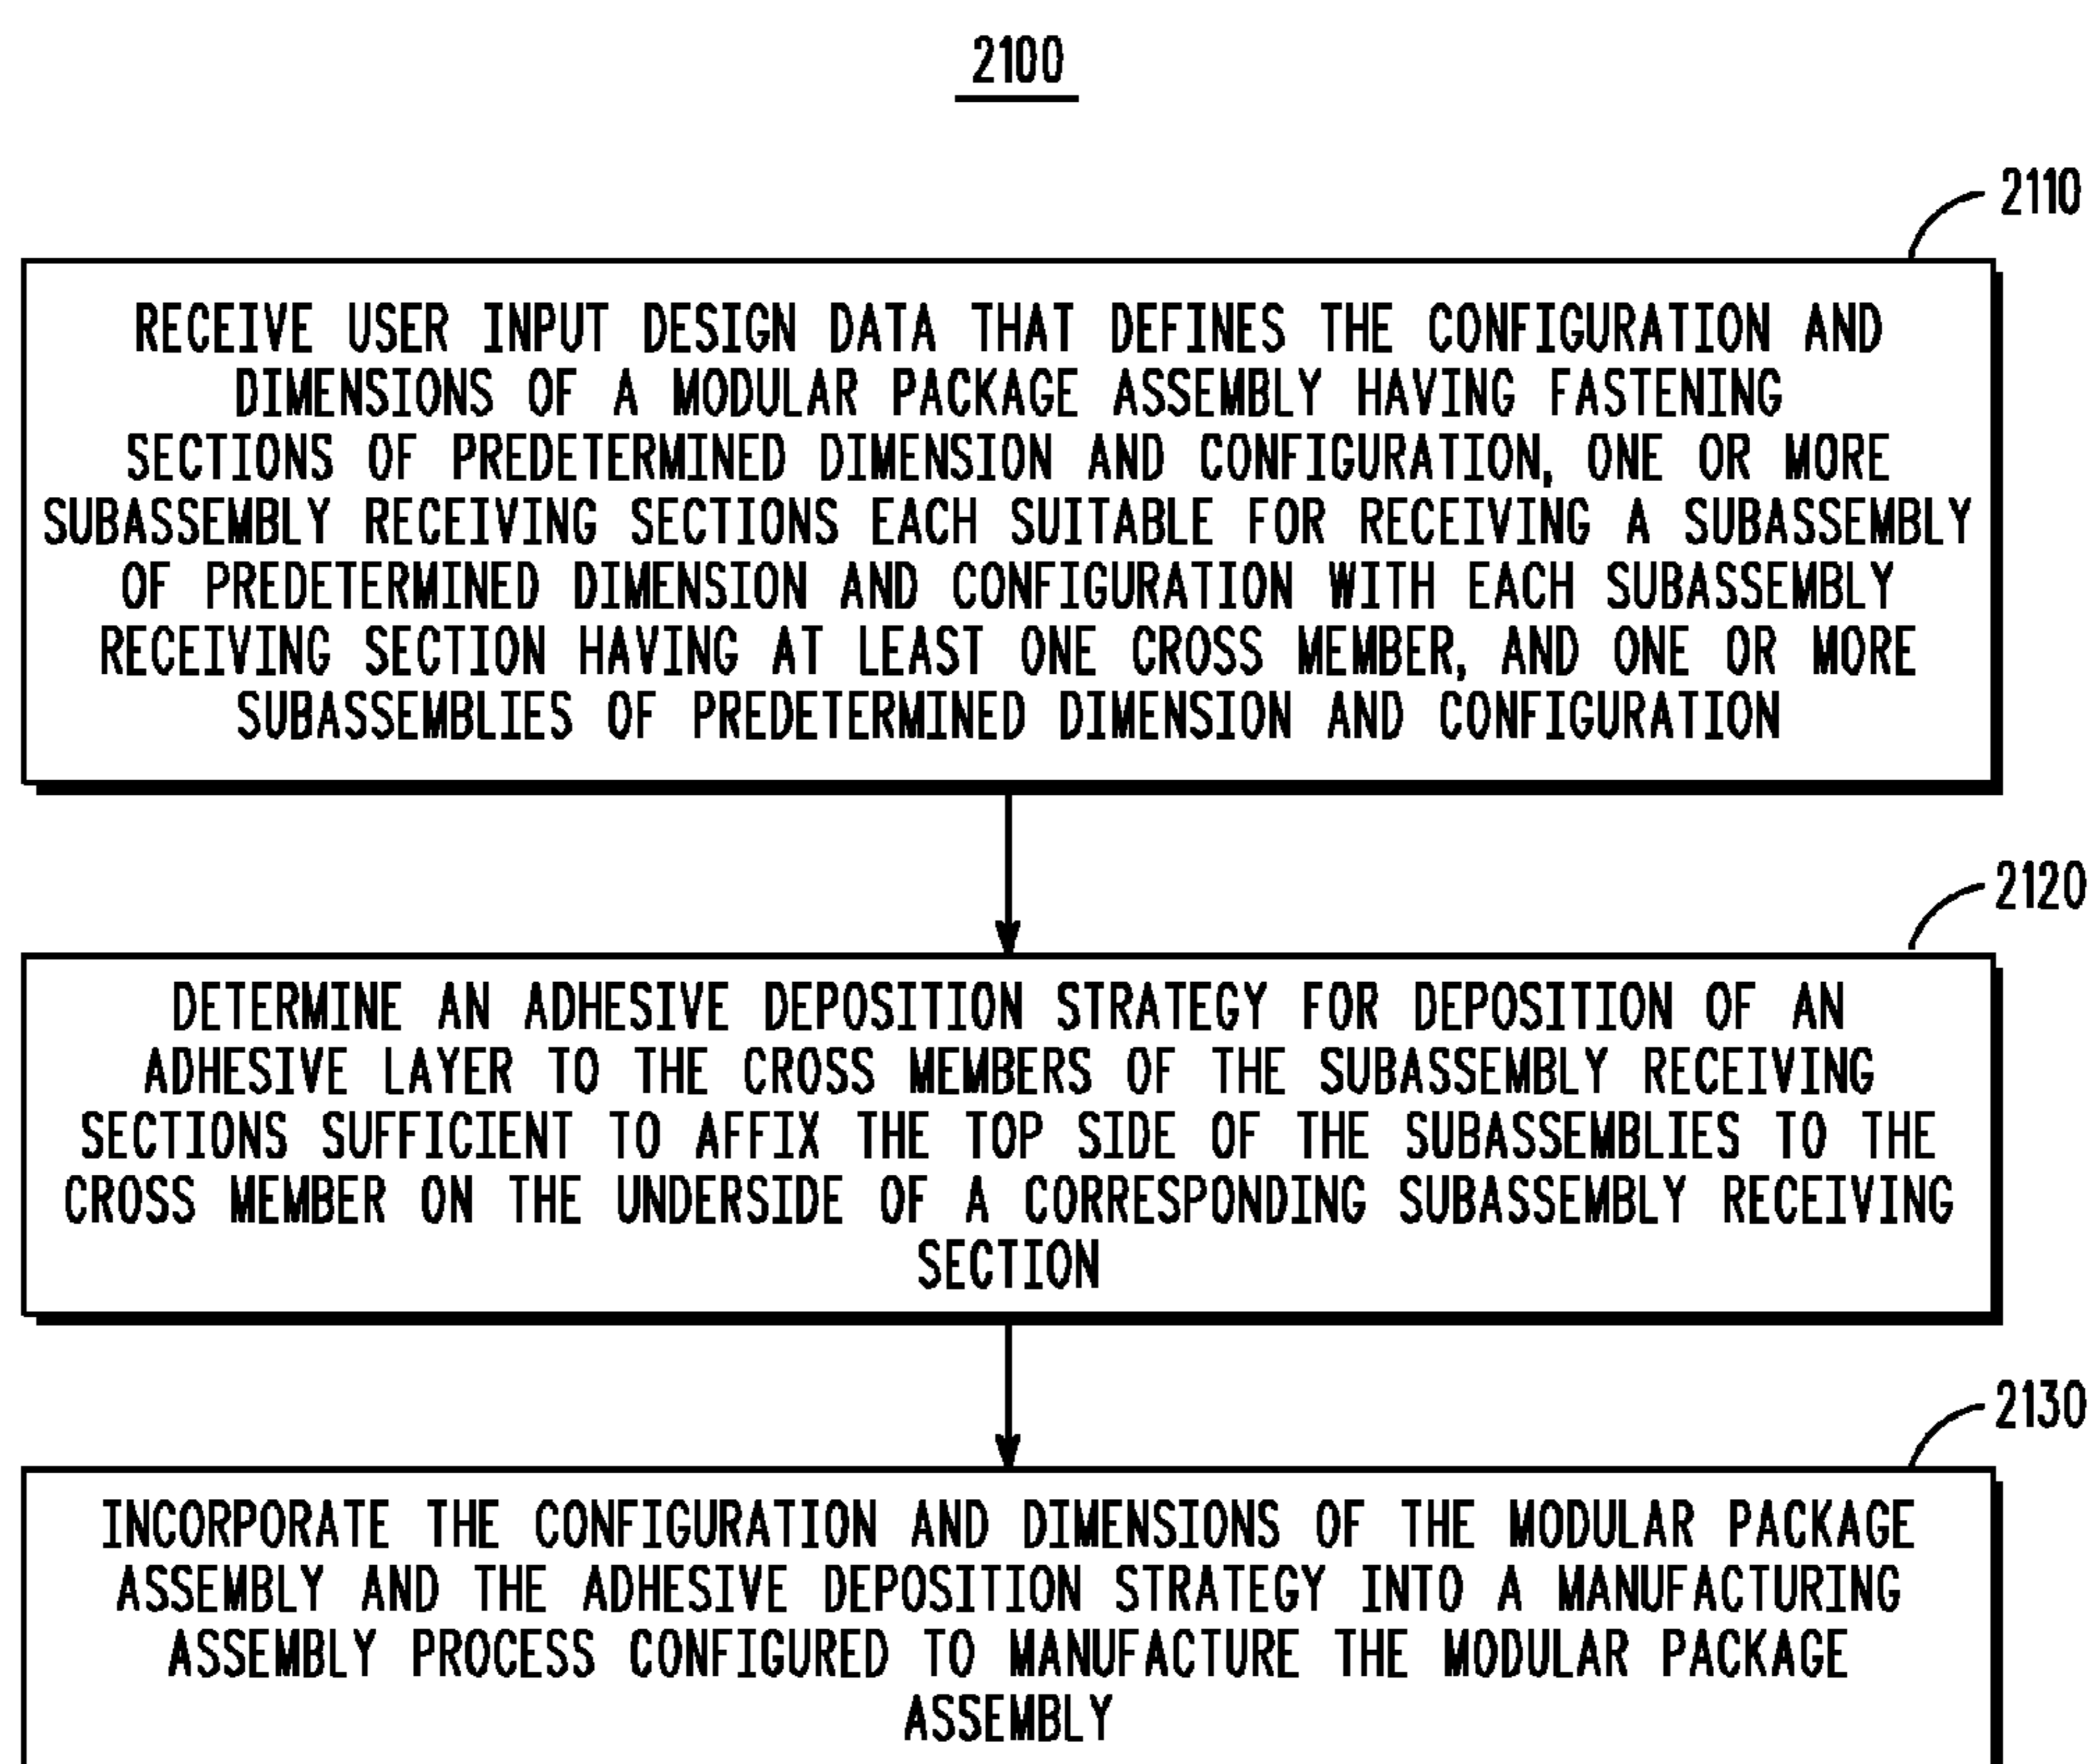 2100
2110
RECEIVE USER INPUT DESIGN DATA THAT DEFINES THE CONFIGURATION AND
DIMENSIONS OF A MODULAR PACKAGE ASSEMBLY HAVING FASTENING
SECTIONS OF PREDETERMINED DIMENSION AND CONFIGURATION, ONE OR MORE
SUBASSEMBLY RECEIVING SECTIONS EACH SUITABLE FOR RECEIVING A SUBASSEMBLY
OF PREDETERMINED DIMENSION AND CONFIGURATION WITH EACH SUBASSEMBLY
RECEIVING SECTION HAVING AT LEAST ONE CROSS MEMBER, AND ONE OR MORE
SUBASSEMBLIES OF PREDETERMINED DIMENSION AND CONFIGURATION
2120
DETERMINE AN ADHESIVE DEPOSITION STRATEGY FOR DEPOSITION OF AN
ADHESIVE LAYER TO THE CROSS MEMBERS OF THE SUBASSEMBLY RECEIVING
SECTIONS SUFFICIENT TO AFFIX THE TOP SIDE OF THE SUBASSEMBLIES TO THE
CROSS MEMBER ON THE UNDERSIDE OF A CORRESPONDING SUBASSEMBLY RECEIVING
SECTION
2130
INCORPORATE THE CONFIGURATION AND DIMENSIONS OF THE MODULAR PACKAGE
ASSEMBLY AND THE ADHESIVE DEPOSITION STRATEGY INTO A MANUFACTURING
ASSEMBLY PROCESS CONFIGURED TO MANUFACTURE THE MODULAR PACKAGE
ASSEMBLY